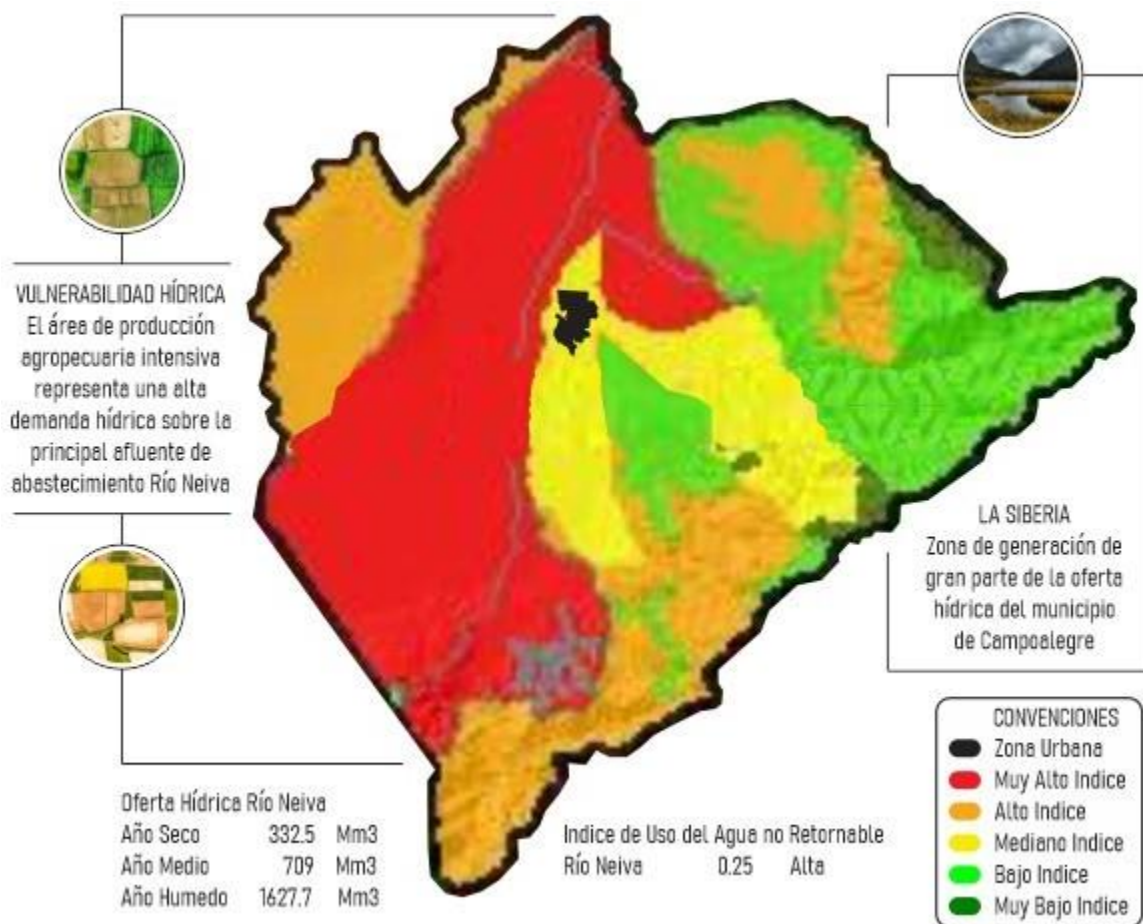 VULNERABILIDAD HÍDRICA
El área de producción
agropecuaria intensiva
representa una alta
demanda hídrica sobre la
principal afluente de
abastecimiento Río Neiva
LA SIBERIA
Zona de generación de
gran parte de la oferta
hídrica del municipio
de Campoalegre
Oferta Hídrica Río Neiva
Año Seco 332.5 Mm3
Año Medio 709 Mm3
Año Humedo 1627.7 Mm3
Indice de Uso del Agua no Retornable
Río Neiva 0.25 Alta
CONVENCIONES
Zona Urbana
Muy Alto Indice
Alto Indice
Mediano Indice
Bajo Indice
Muy Bajo Indice